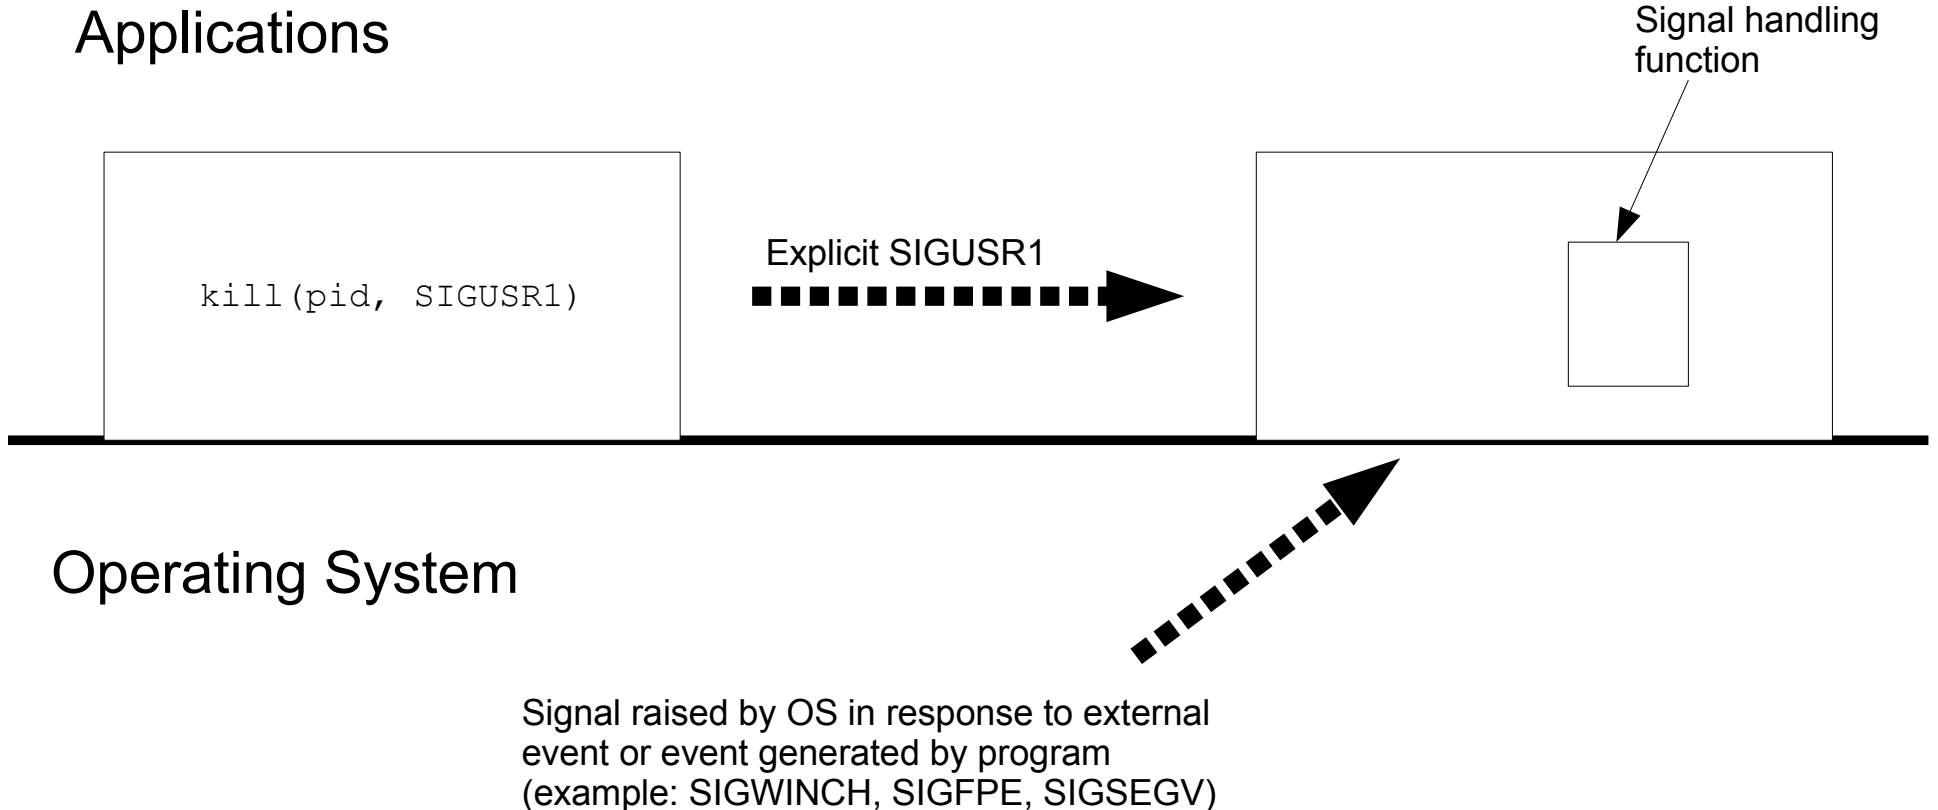 Applications
Signal handling
function
Explicit SIGUSR1
kill(pid, SIGUSR1)
Operating System
Signal raised by OS in response to external
event or event generated by program
(example: SIGWINCH, SIGFPE, SIGSEGV)